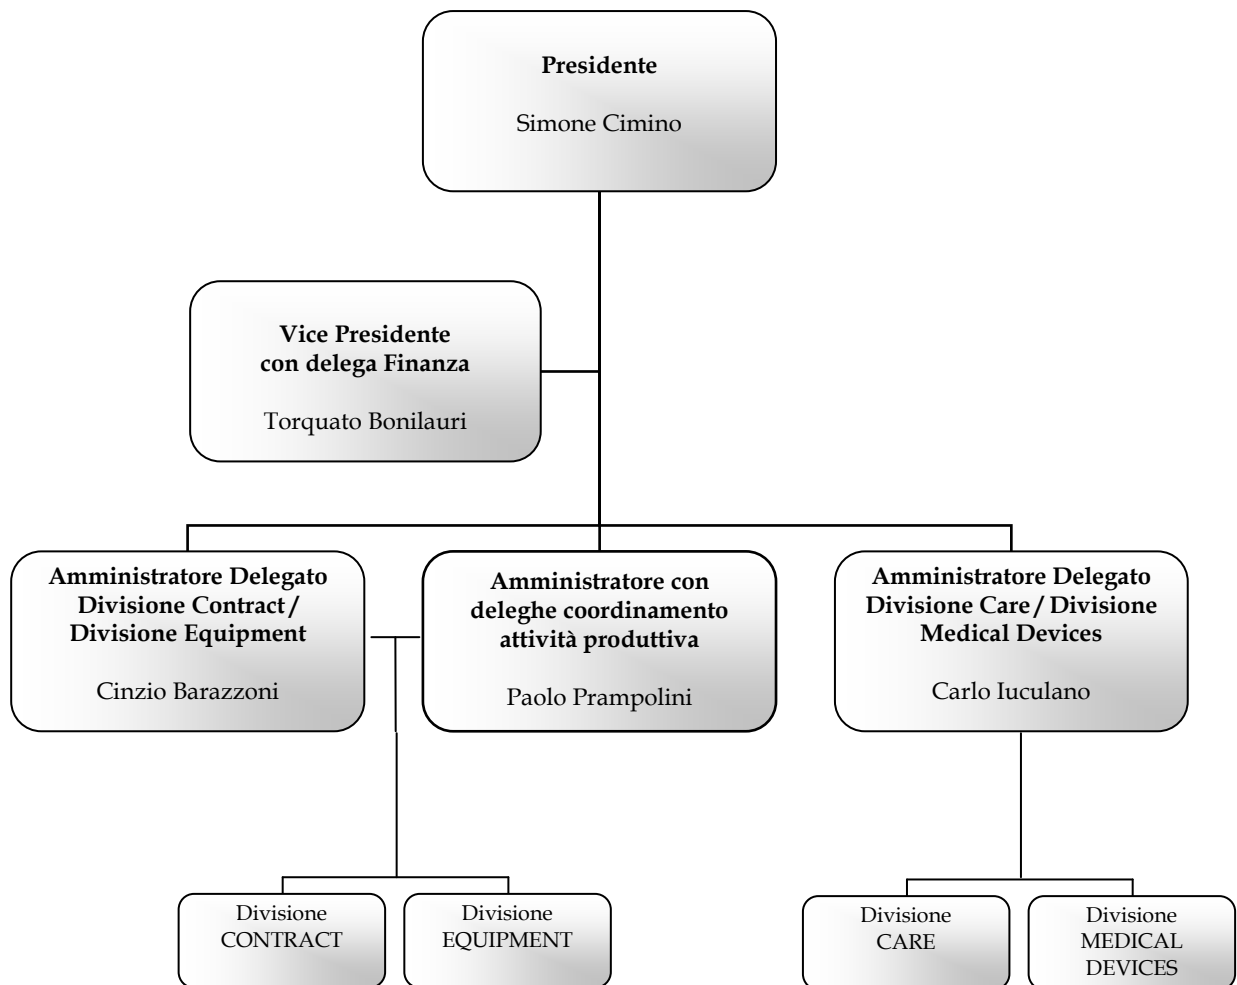 Presidente
Simone Cimino
Vice Presidente
con delega Finanza
Torquato Bonilauri
Amministratore Delegato
Divisione Contract /
Divisione Equipment
Cinzio Barazzoni
Amministratore con
deleghe coordinamento
attività produttiva
Paolo Prampolini
Amministratore Delegato
Divisione Care / Divisione
Medical Devices
Carlo Iuculano
Divisione
CONTRACT
Divisione
EQUIPMENT
Divisione
CARE
Divisione
MEDICAL
DEVICES